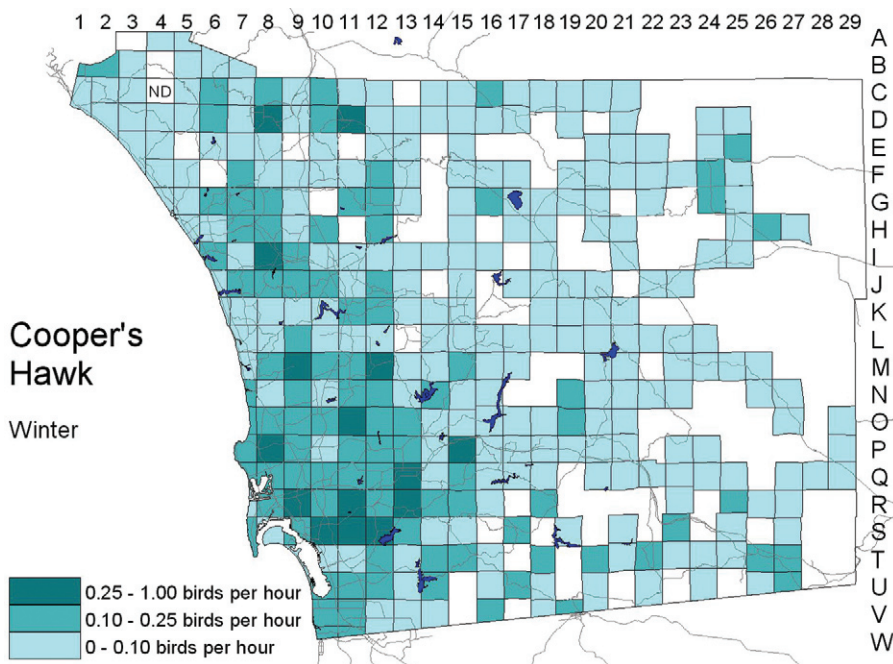 1 2 3 4 5 6 7 8 9 10 11 12 13 14 15 16 17 18 19 20 21 22 23 24 25 26 27 28 29
A
B
C
D
E
F
G
H
I
J
K
L
M
N
O
P
Q
R
S
T
U
V
W
ND
Cooper's
Hawk
Winter
0.25 - 1.00 birds per hour
0.10 - 0.25 birds per hour
0 - 0.10 birds per hour